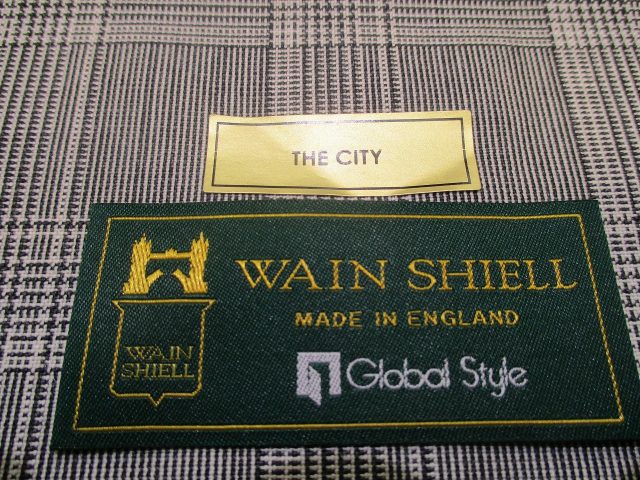 THE CITY
WAIN SHIELL
MADE IN ENGLAND
WAIN
SHIELL
Global Style